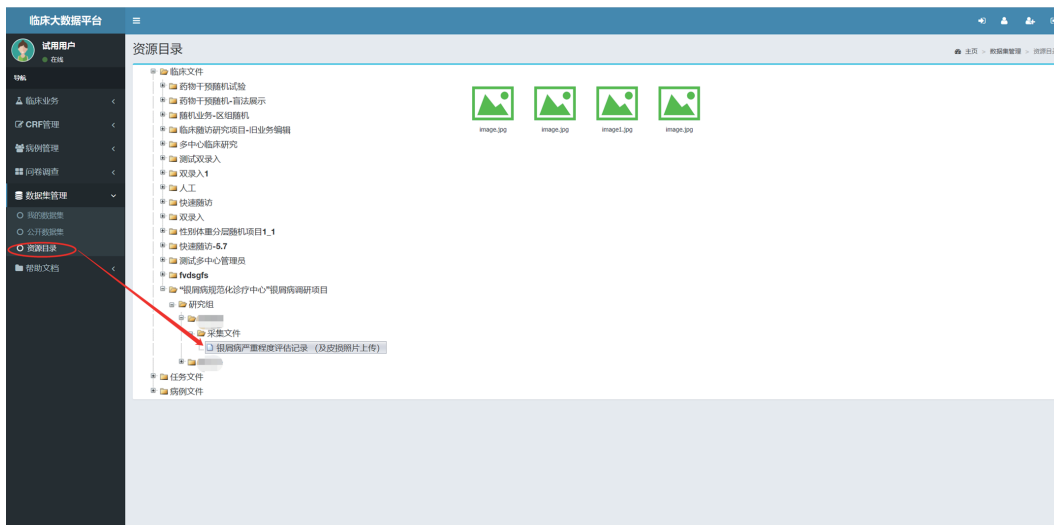 临床大数据平台
试用用户
在线
导航
临床业务
CRF管理
病例管理
问卷调查
数据集管理
我的数据集
公开数据集
资源目录
帮助文档
资源目录
主页 > 数据集管理 > 资源目录
临床文件
药物干预随机试验
药物干预随机-盲法展示
随机业务-区组随机
临床随访研究项目-旧业务编辑
多中心临床研究
测试双录入
双录入1
人工
快速随访
双录入
性别体重分层随机项目1_1
快速随访-5.7
测试多中心管理员
fvdsgfs
“银屑病规范化诊疗中心”银屑病调研项目
研究组
采集文件
银屑病严重程度评估记录 （及皮损照片上传）
任务文件
病例文件
image.jpg image.jpg image1.jpg image.jpg